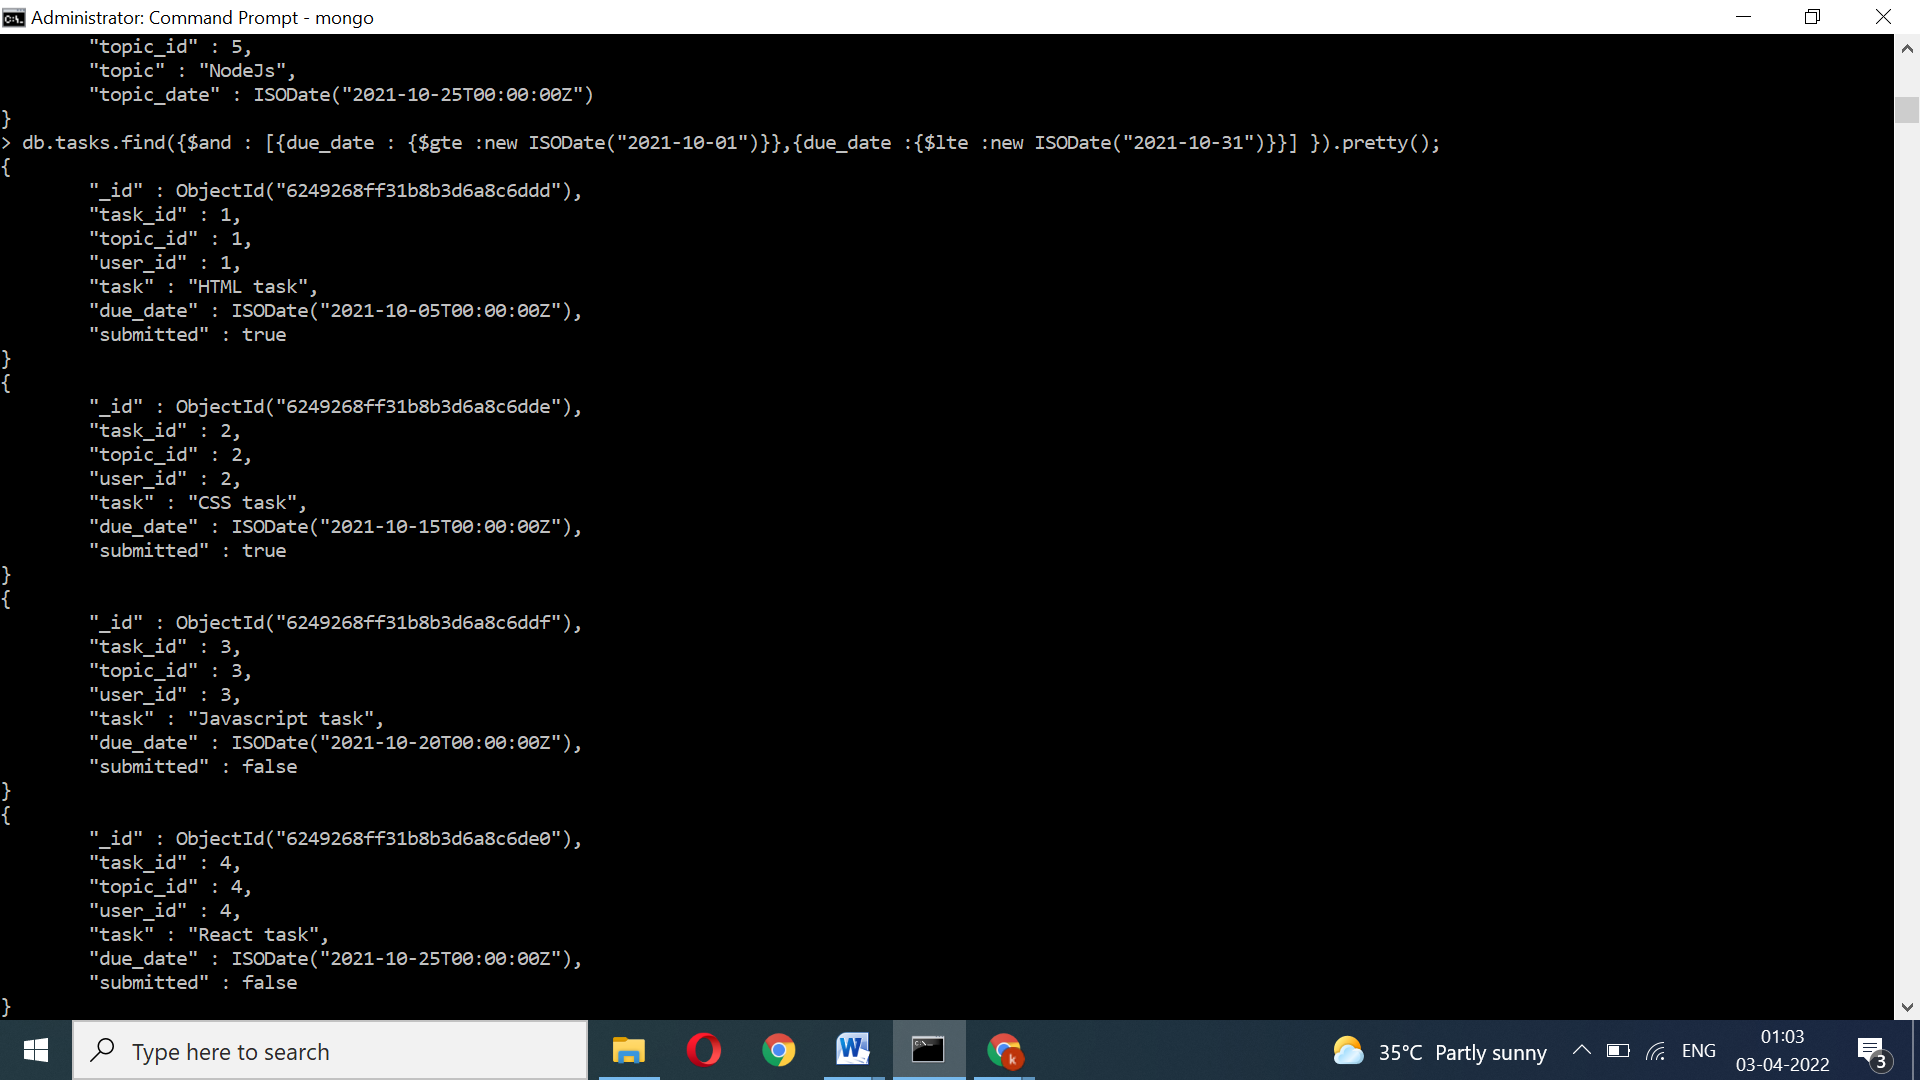 Administrator: Command Prompt - mongo
        "topic_id" : 5,
        "topic" : "NodeJs",
        "topic_date" : ISODate("2021-10-25T00:00:00Z")
}
> db.tasks.find({$and : [{due_date : {$gte :new ISODate("2021-10-01")}},{due_date :{$lte :new ISODate("2021-10-31")}}] }).pretty();
{
        "_id" : ObjectId("6249268ff31b8b3d6a8c6ddd"),
        "task_id" : 1,
        "topic_id" : 1,
        "user_id" : 1,
        "task" : "HTML task",
        "due_date" : ISODate("2021-10-05T00:00:00Z"),
        "submitted" : true
}
{
        "_id" : ObjectId("6249268ff31b8b3d6a8c6dde"),
        "task_id" : 2,
        "topic_id" : 2,
        "user_id" : 2,
        "task" : "CSS task",
        "due_date" : ISODate("2021-10-15T00:00:00Z"),
        "submitted" : true
}
{
        "_id" : ObjectId("6249268ff31b8b3d6a8c6ddf"),
        "task_id" : 3,
        "topic_id" : 3,
        "user_id" : 3,
        "task" : "Javascript task",
        "due_date" : ISODate("2021-10-20T00:00:00Z"),
        "submitted" : false
}
{
        "_id" : ObjectId("6249268ff31b8b3d6a8c6de0"),
        "task_id" : 4,
        "topic_id" : 4,
        "user_id" : 4,
        "task" : "React task",
        "due_date" : ISODate("2021-10-25T00:00:00Z"),
        "submitted" : false
}
Type here to search
W
k
35°C Partly sunny
ENG
01:03
03-04-2022
3